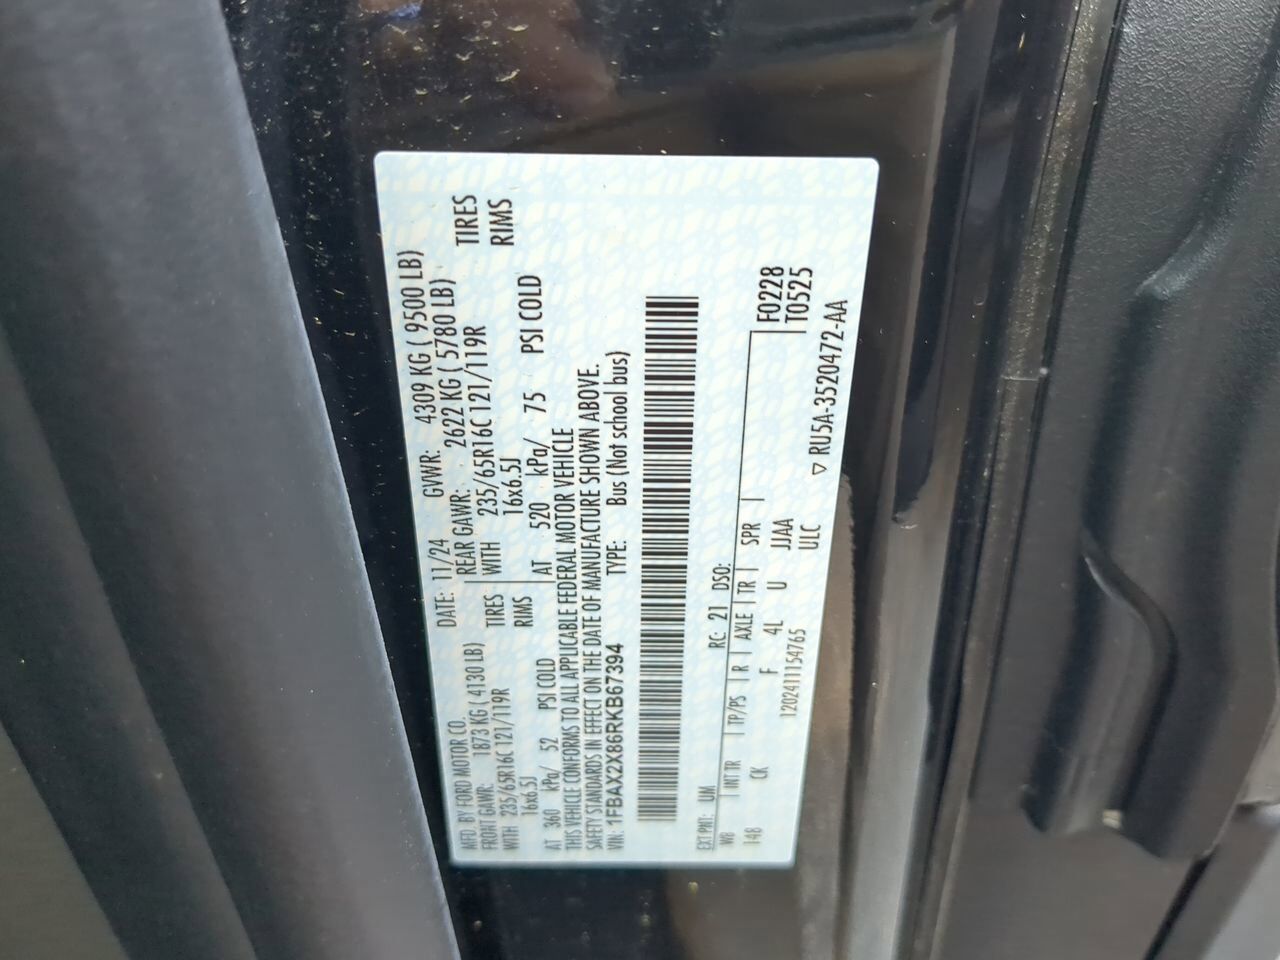 MFD. BY FORD MOTOR CO. DATE: 11/24 GVWR: 4309 KG ( 9500 LB)
FRONT GAWR: 1873 KG ( 4130 LB) REAR GAWR: 2622 KG ( 5780 LB)
WITH 235/65R16C 121/119R TIRES WITH 235/65R16C 121/119R TIRES
16x6.5J RIMS 16x6.5J RIMS
AT 360 kPa/ 52 PSI COLD AT 520 kPa/ 75 PSI COLD
THIS VEHICLE CONFORMS TO ALL APPLICABLE FEDERAL MOTOR VEHICLE
SAFETY STANDARDS IN EFFECT ON THE DATE OF MANUFACTURE SHOWN ABOVE.
VIN: 1FBAX2X86RKB67394 TYPE: Bus (Not school bus)
EXT PNT: UM RC: 21 DSO:
WB | INT TR | TP/PS | R | AXLE | TR | SPR | F0228
148 CK F 4L U JJAA T0525
120241115476​5 ULC
▽ RU5A-3520472-AA